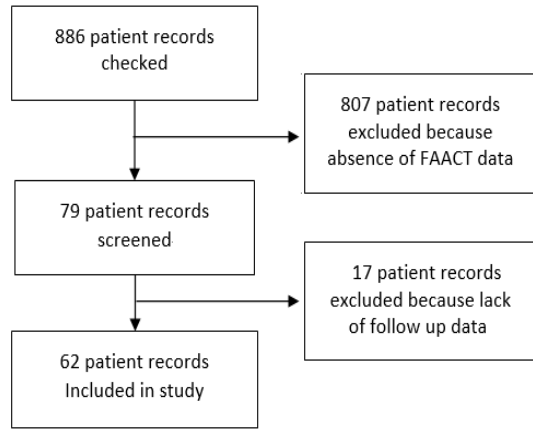 886 patient records
checked
807 patient records
excluded because
absence of FAACT data
79 patient records
screened
17 patient records
excluded because lack
of follow up data
62 patient records
Included in study